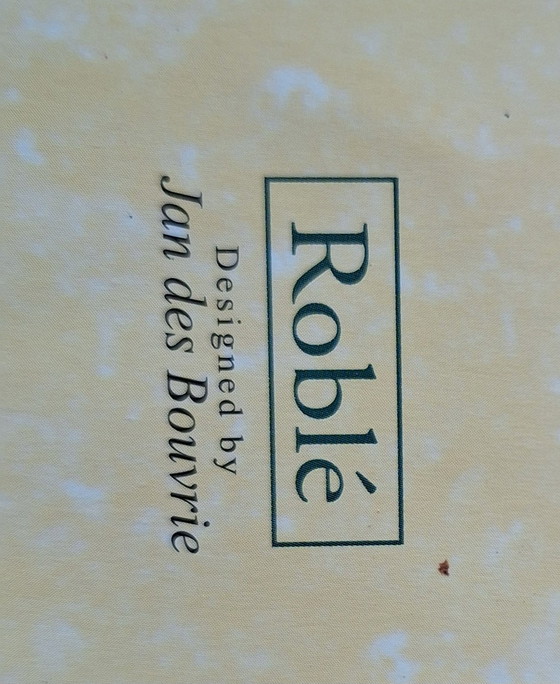 Roblé
Designed by
Jan des Bouvrie